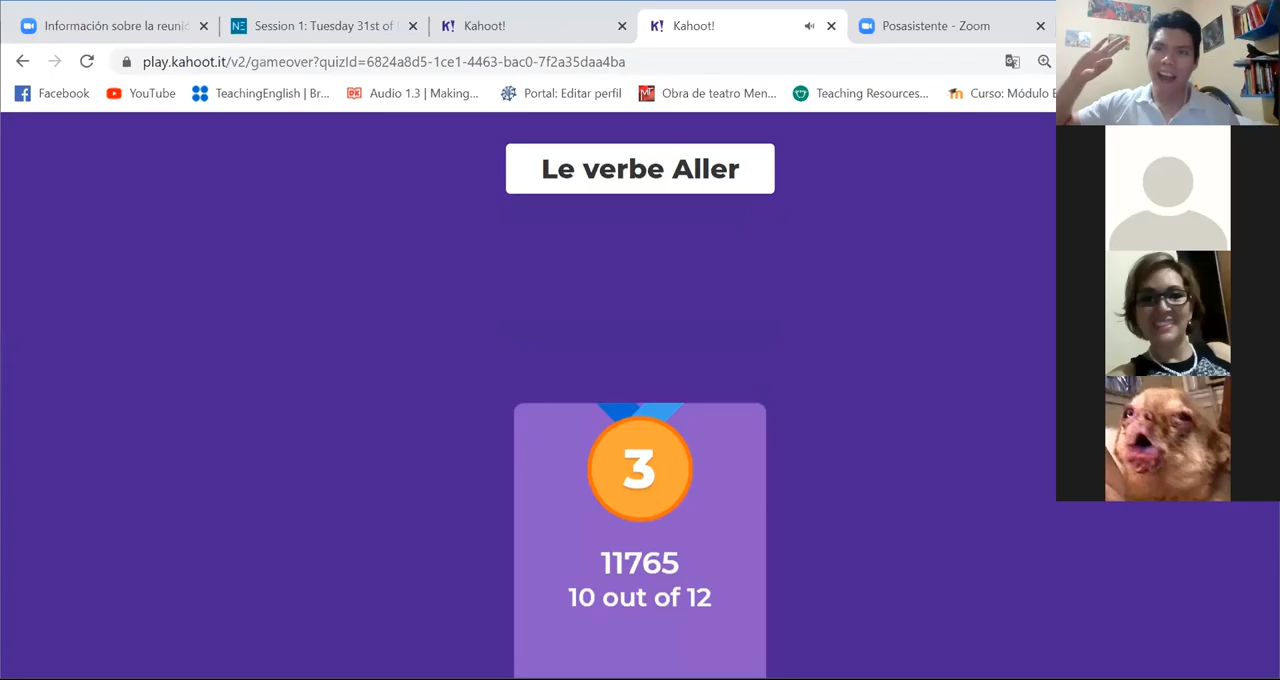 Información sobre la reunić
Session 1: Tuesday 31st of
Kahoot!
Kahoot!
Posasistente - Zoom
play.kahoot.it/v2/gameover?quizId=6824a8d5-1ce1-4463-bac0-7f2a35daa4ba
Facebook
YouTube
TeachingEnglish | Br...
Audio 1.3 | Making...
Portal: Editar perfil
Obra de teatro Men...
Teaching Resources...
Curso: Módulo
Le verbe Aller
3
11765
10 out of 12